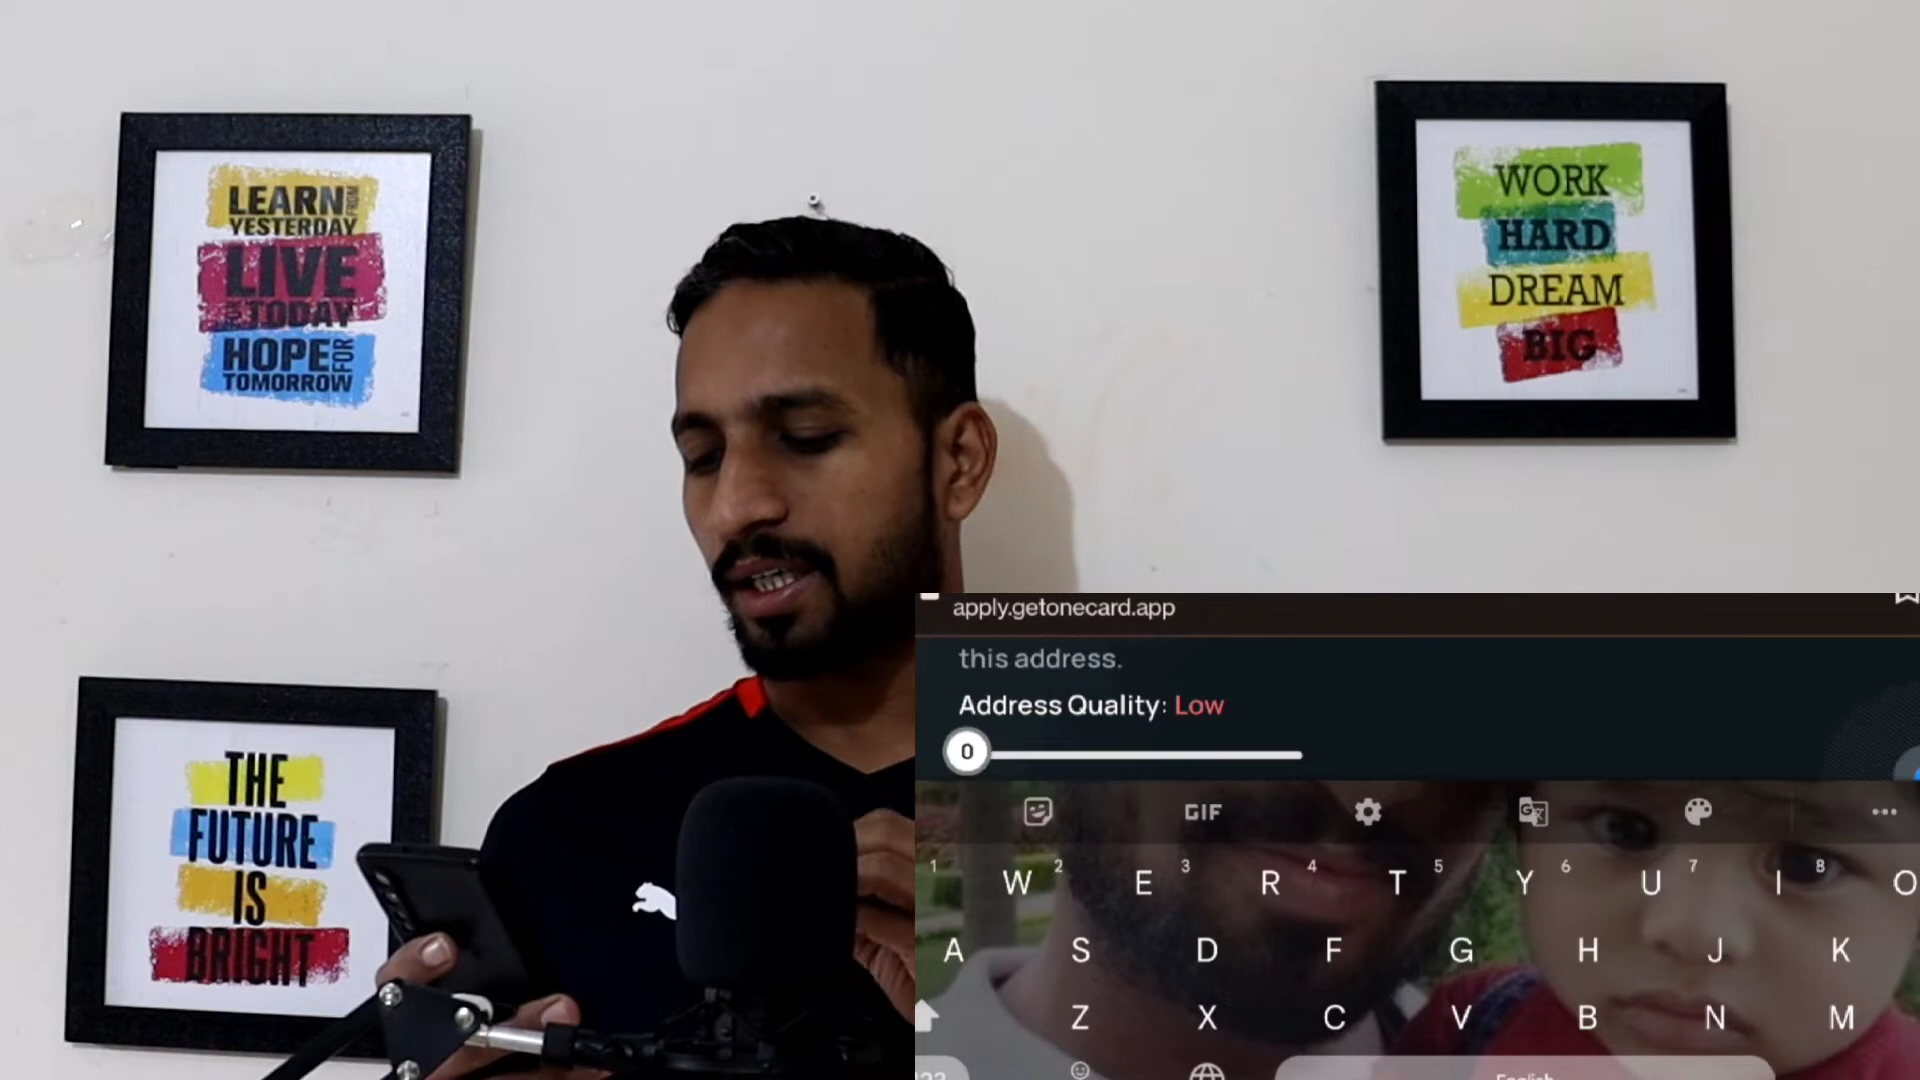 LEARN FROM
YESTERDAY
LIVE
TODAY
HOPE FOR
TOMORROW
WORK
HARD
DREAM
BIG
THE
FUTURE
IS
BRIGHT
apply.getonecard.app
this address.
Address Quality: Low
0
GIF
1 2 3 4 5 6 7 8
W E R T Y U I O
A S D F G H J K
Z X C V B N M